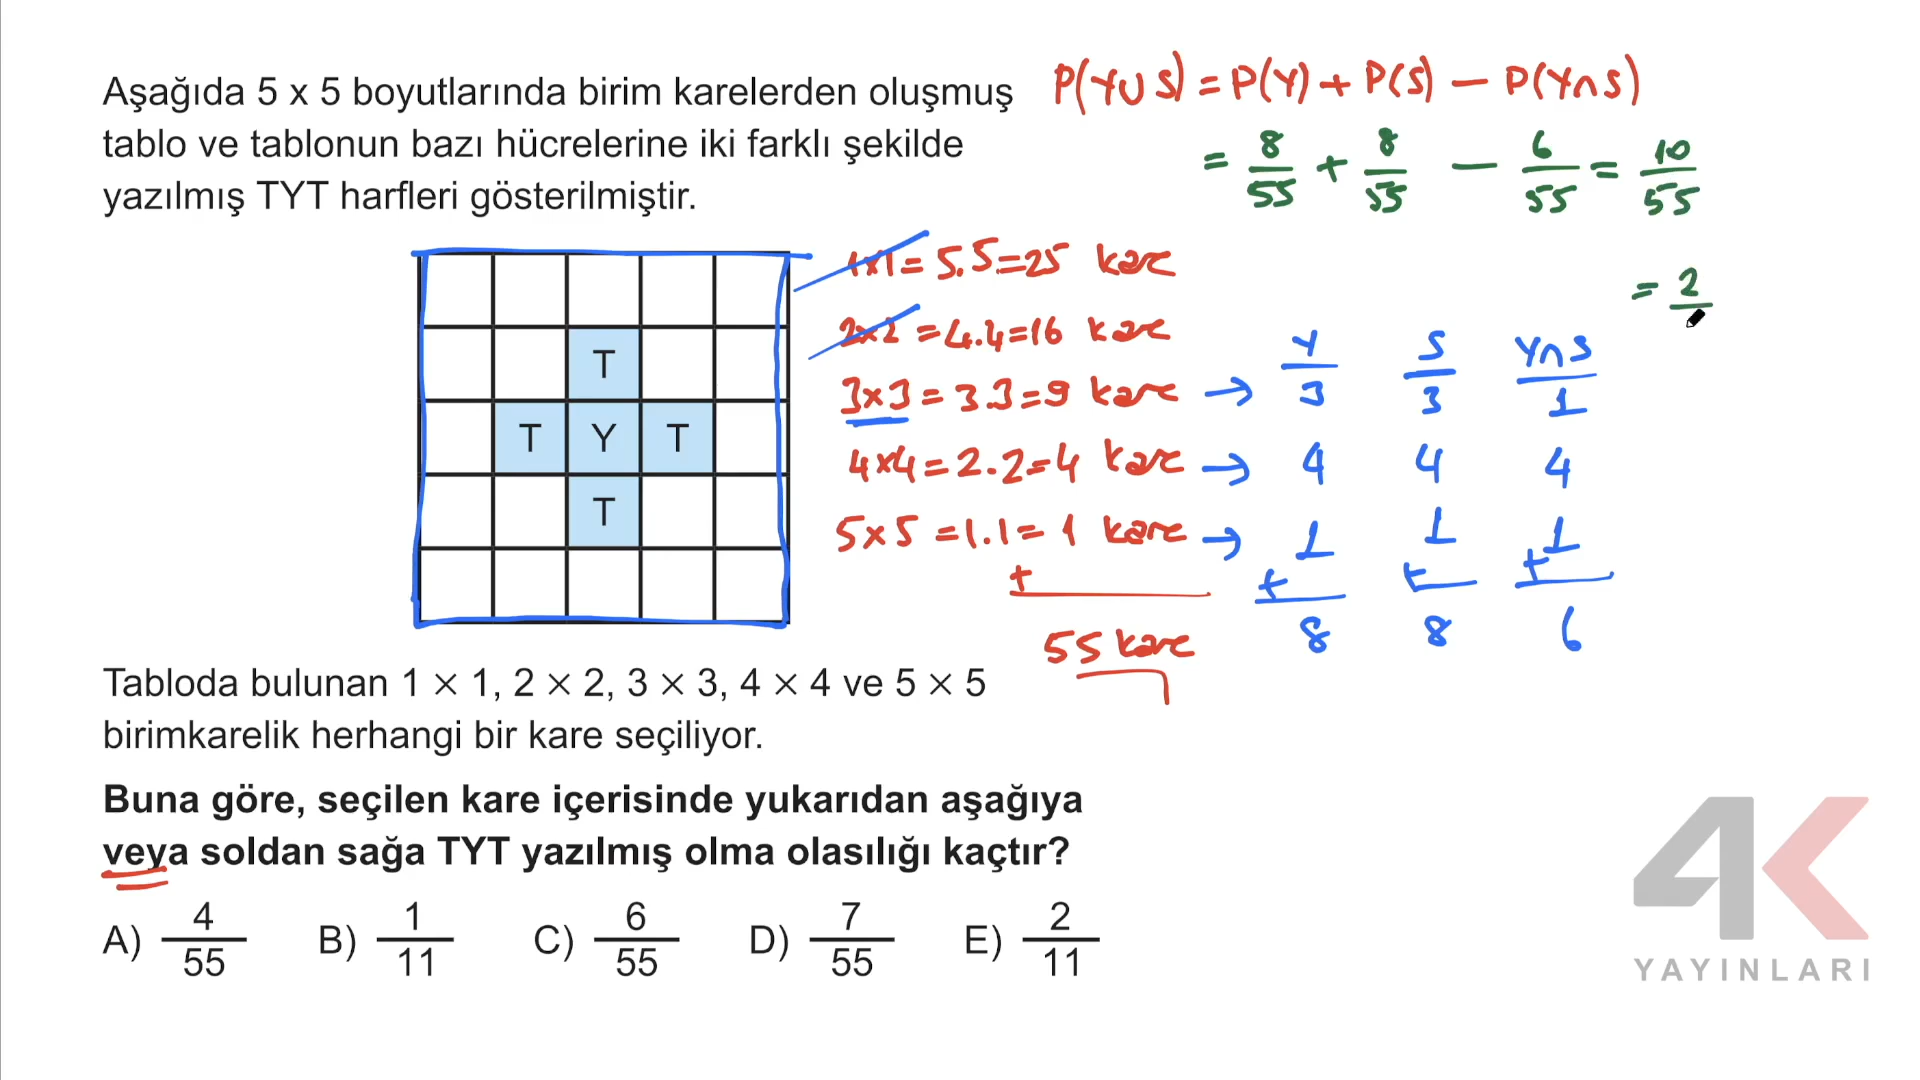 Aşağıda 5 x 5 boyutlarında birim karelerden oluşmuş
tablo ve tablonun bazı hücrelerine iki farklı şekilde
yazılmış TYT harfleri gösterilmiştir.
P(Y∪S) = P(Y) + P(S) − P(Y∩S)
= 8/55 + 8/55 − 6/55 = 10/55
= 2
T
T Y T
T
1x1 = 5.5 = 25 kare
2x2 = 4.4 = 16 kare
Y S Y∩S
3x3 = 3.3 = 9 kare → 3 3 1
4x4 = 2.2 = 4 kare → 4 4 4
5x5 = 1.1 = 1 kare → 1 1 1
+ + + +
55 kare 8 8 6
Tabloda bulunan 1 × 1, 2 × 2, 3 × 3, 4 × 4 ve 5 × 5
birimkarelik herhangi bir kare seçiliyor.
Buna göre, seçilen kare içerisinde yukarıdan aşağıya
veya soldan sağa TYT yazılmış olma olasılığı kaçtır?
A) 4/55 B) 1/11 C) 6/55 D) 7/55 E) 2/11
4K
YAYINLARI